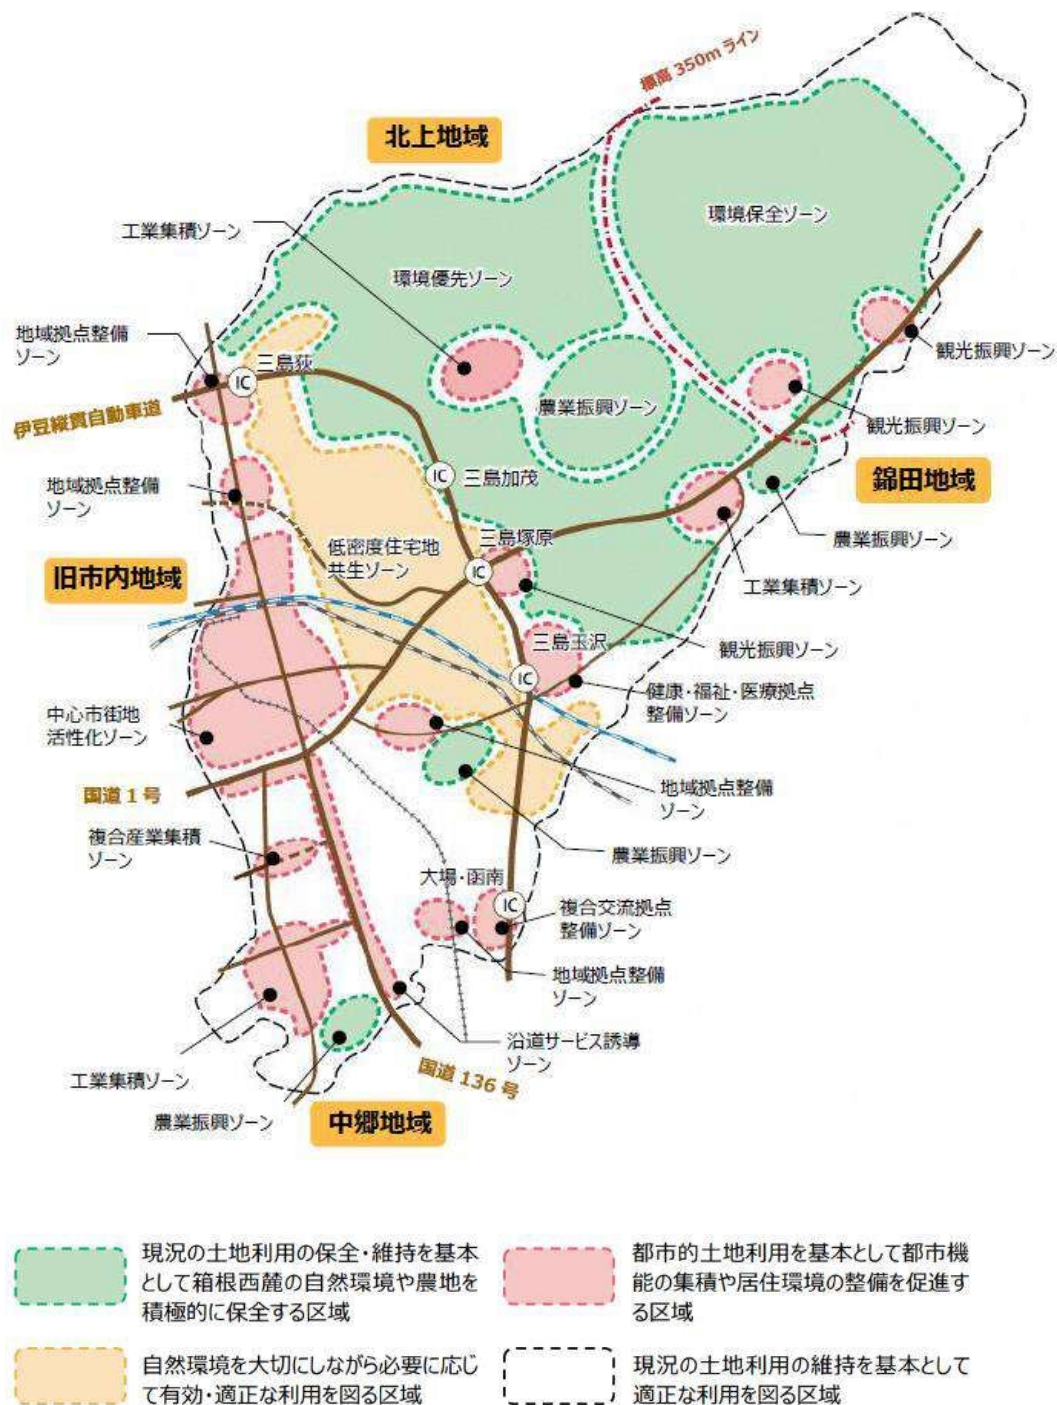 標高350mライン
北上地域
工業集積ゾーン
環境保全ゾーン
環境優先ゾーン
地域拠点整備
ゾーン
三島萩
IC
伊豆縦貫自動車道
観光振興ゾーン
農業振興ゾーン
観光振興ゾーン
地域拠点整備
ゾーン
IC
三島加茂
錦田地域
三島塚原
農業振興ゾーン
低密度住宅地
共生ゾーン
旧市内地域
IC
工業集積ゾーン
三島玉沢
観光振興ゾーン
IC
健康・福祉・医療拠点
整備ゾーン
中心市街地
活性化ゾーン
地域拠点整備
ゾーン
国道1号
複合産業集積
ゾーン
農業振興ゾーン
大場・函南
IC
複合交流拠点
整備ゾーン
地域拠点整備
ゾーン
沿道サービス誘導
ゾーン
工業集積ゾーン
国道136号
農業振興ゾーン
中郷地域
現況の土地利用の保全・維持を基本
として箱根西麓の自然環境や農地を
積極的に保全する区域
都市的土地利用を基本として都市機
能の集積や居住環境の整備を促進す
る区域
自然環境を大切にしながら必要に応じ
て有効・適正な利用を図る区域
現況の土地利用の維持を基本として
適正な利用を図る区域